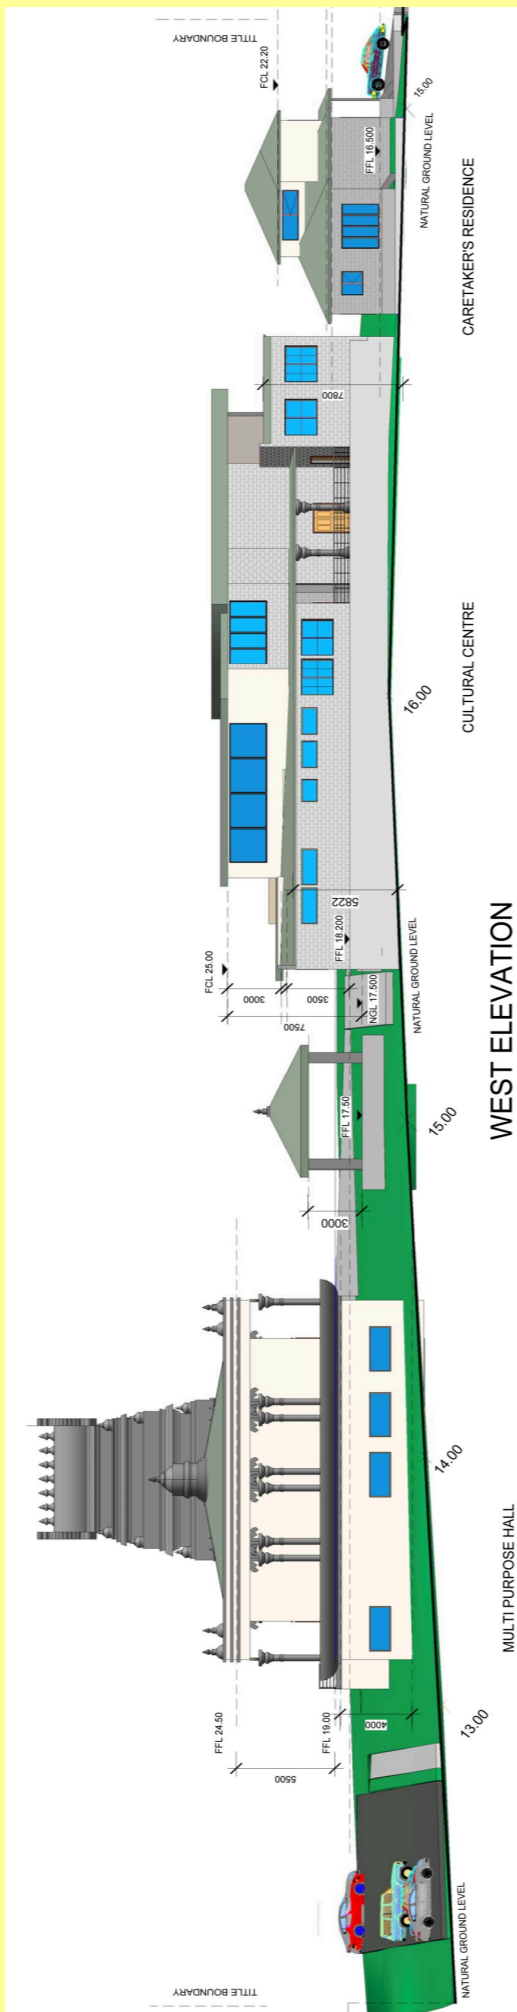 TITLE BOUNDARY
NATURAL GROUND LEVEL
5500
FFL 24.50
FFL 19.00
4000
13.00
MULTI PURPOSE HALL
14.00
3000
FFL 17.50
15.00
WEST ELEVATION
FCL 25.00
3000
3500
7500
NGL 17.500
NATURAL GROUND LEVEL
FFL 18.200
5822
16.00
CULTURAL CENTRE
7800
CARETAKER'S RESIDENCE
FCL 22.20
FFL 16.500
NATURAL GROUND LEVEL
15.00
TITLE BOUNDARY